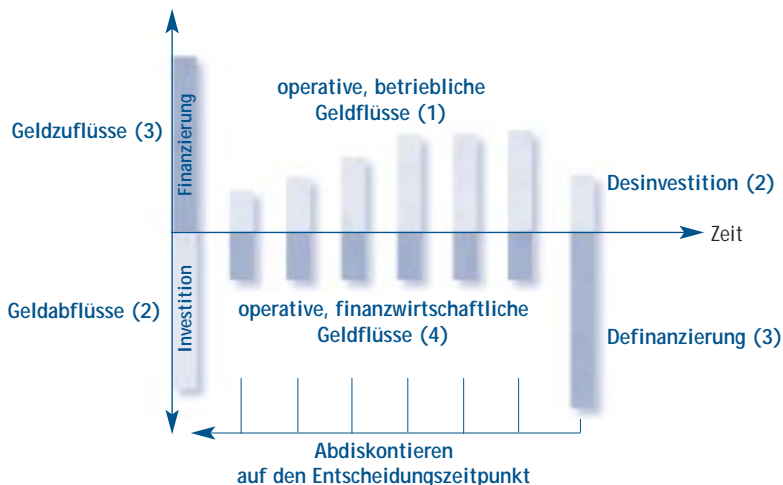 operative, betriebliche
Geldflüsse (1)
Geldzuflüsse (3)
Finanzierung
Desinvestition (2)
Zeit
Geldabflüsse (2)
Investition
operative, finanzwirtschaftliche
Geldflüsse (4)
Definanzierung (3)
Abdiskontieren
auf den Entscheidungszeitpunkt